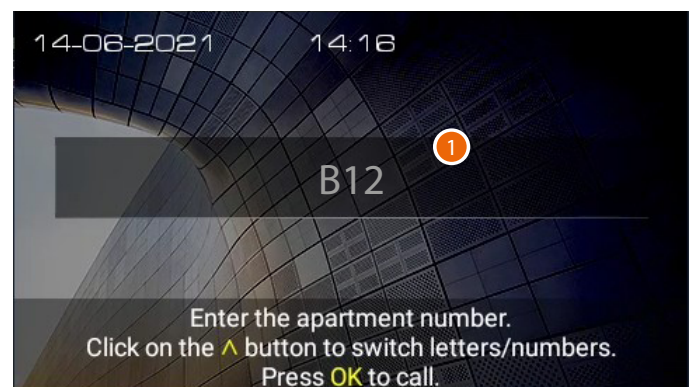 14-06-2021 14:16
1
B12
Enter the apartment number.
Click on the ^ button to switch letters/numbers.
Press OK to call.